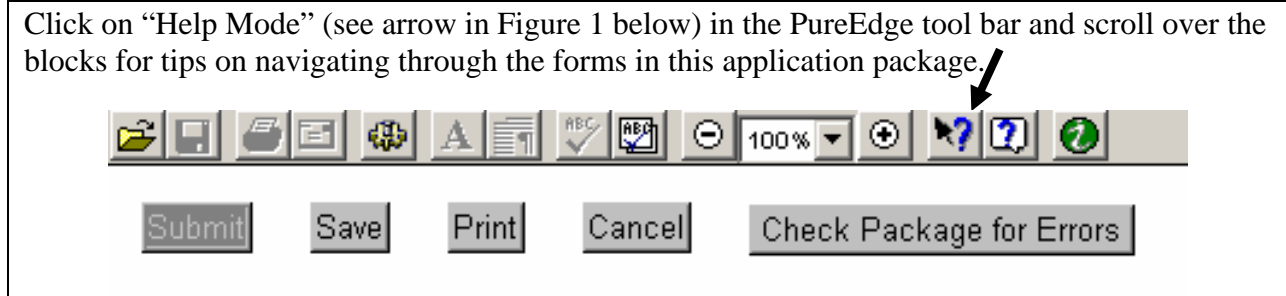 Click on “Help Mode” (see arrow in Figure 1 below) in the PureEdge tool bar and scroll over the
blocks for tips on navigating through the forms in this application package.
A ABC ABC 100% ? ? i
Submit Save Print Cancel Check Package for Errors